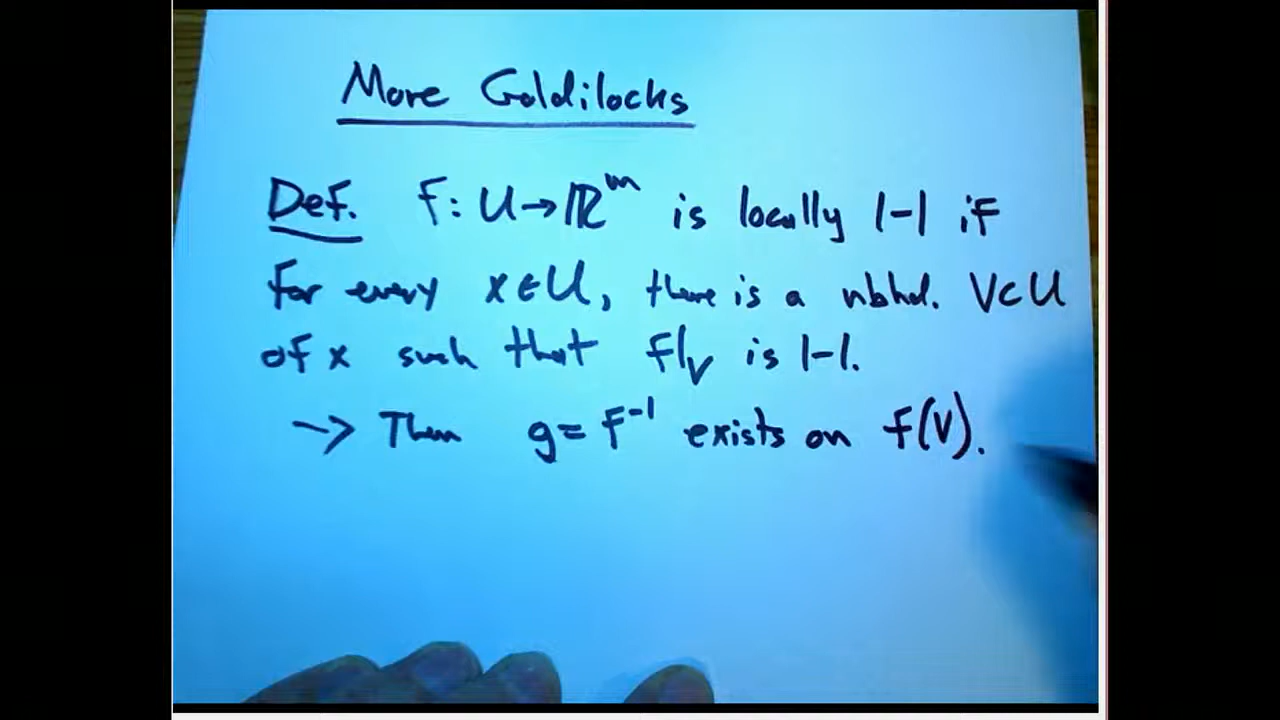 More Goldilocks
Def. f: U→ℝᵐ is locally 1-1 if
for every x∈U, there is a nbhd. V⊂U
of x such that f|ᵥ is 1-1.
→ Then g = f⁻¹ exists on f(V).